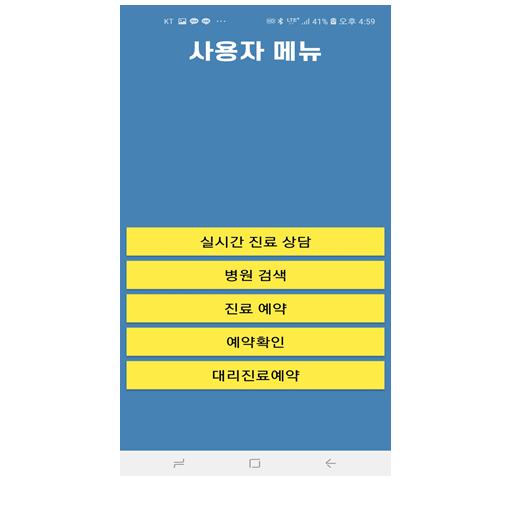 KT ··· LTE+ 41% 오후 4:59
사용자 메뉴
실시간 진료 상담
병원 검색
진료 예약
예약확인
대리진료예약